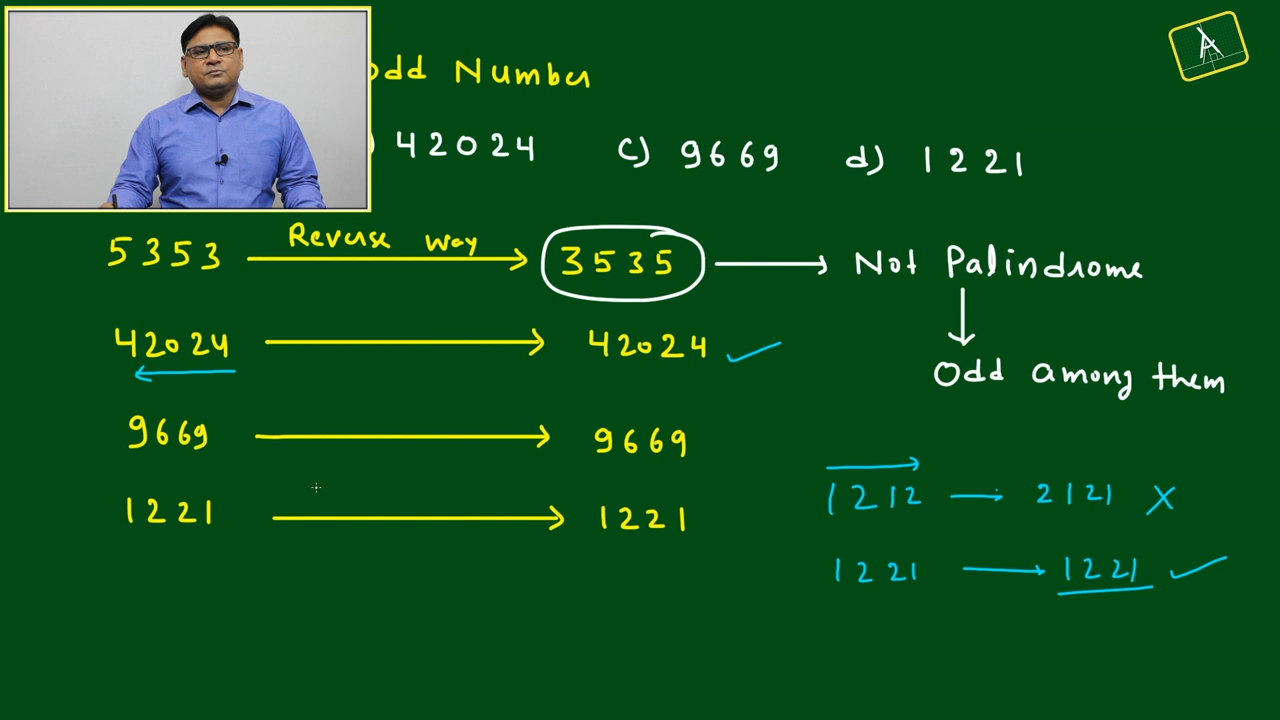 odd Number
) 42024 c) 9669 d) 1221
5353 Reverse way 3535 Not Palindrome
42024 42024 Odd among them
9669 9669
1212 2121 X
1221 1221
1221 1221
A